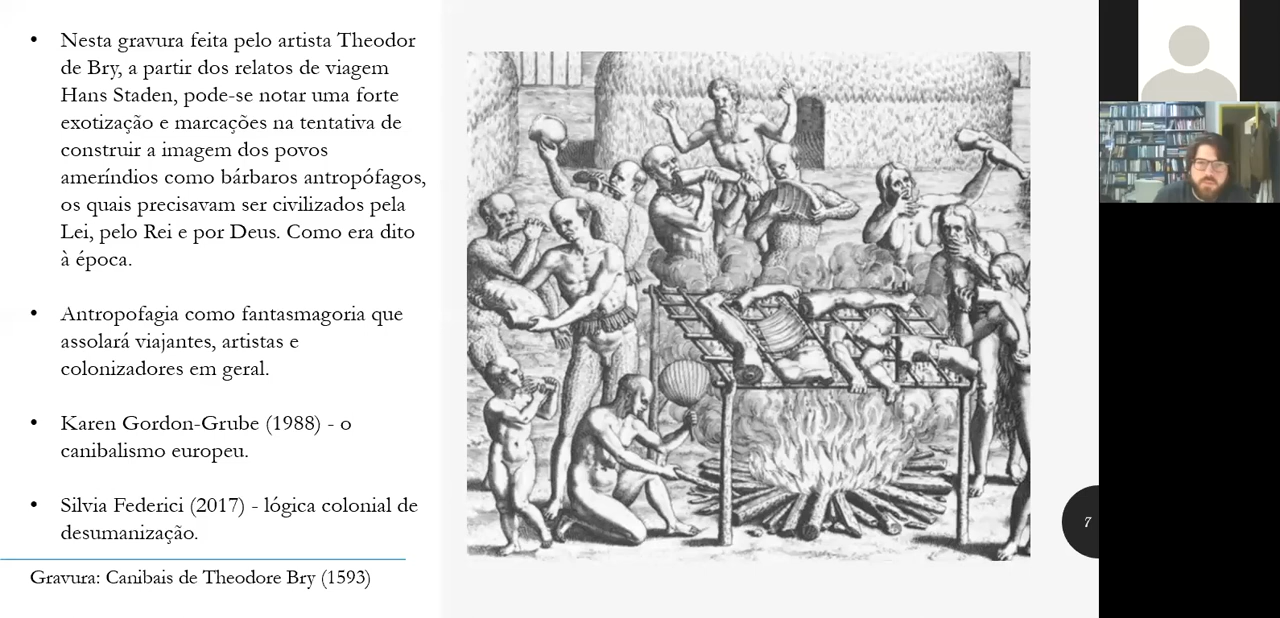 • Nesta gravura feita pelo artista Theodor
de Bry, a partir dos relatos de viagem
Hans Staden, pode-se notar uma forte
exotização e marcações na tentativa de
construir a imagem dos povos
ameríndios como bárbaros antropófagos,
os quais precisavam ser civilizados pela
Lei, pelo Rei e por Deus. Como era dito
à época.
• Antropofagia como fantasmagoria que
assolará viajantes, artistas e
colonizadores em geral.
• Karen Gordon-Grube (1988) - o
canibalismo europeu.
• Silvia Federici (2017) - lógica colonial de
desumanização.
Gravura: Canibais de Theodore Bry (1593)
7